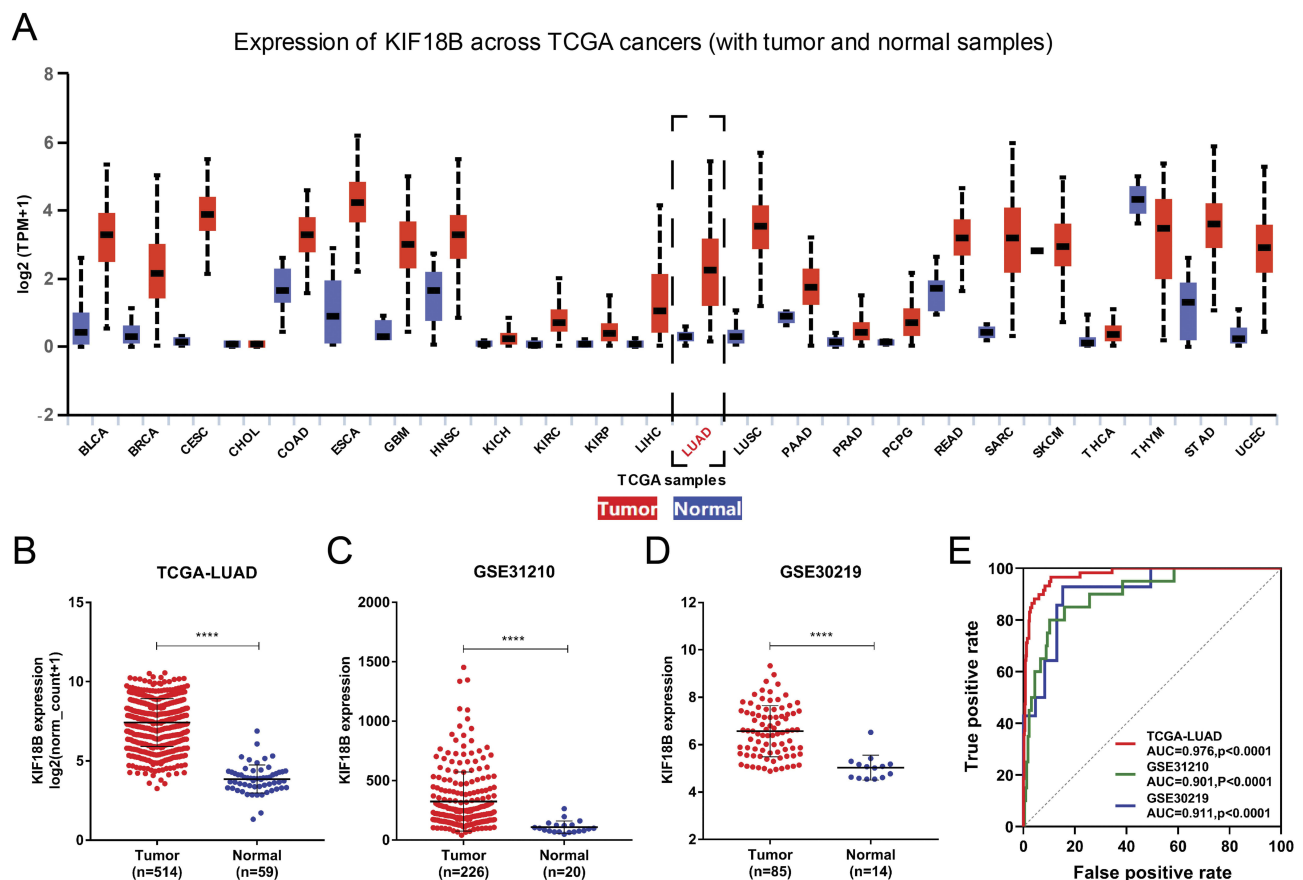 A
Expression of KIF18B across TCGA cancers (with tumor and normal samples)
log2 (TPM+1)
8
6
4
2
0
-2
BLCA
BRCA
CESC
CHOL
COAD
ESCA
GBM
HNSC
KICH
KIRC
KIRP
LIHC
LUAD
LUSC
PAAD
PRAD
PCPG
READ
SARC
SKCM
THCA
THYM
STAD
UCEC
TCGA samples
Tumor Normal
B
TCGA-LUAD
KIF18B expression
log2(norm_count+1)
15
10
5
0
****
Tumor Normal
(n=514) (n=59)
C
GSE31210
KIF18B expression
2000
1500
1000
500
0
****
Tumor Normal
(n=226) (n=20)
D
GSE30219
KIF18B expression
12
10
8
6
4
2
****
Tumor Normal
(n=85) (n=14)
E
True positive rate
100
80
60
40
20
0
TCGA-LUAD
AUC=0.976,p<0.0001
GSE31210
AUC=0.901,P<0.0001
GSE30219
AUC=0.911,p<0.0001
0 20 40 60 80 100
False positive rate